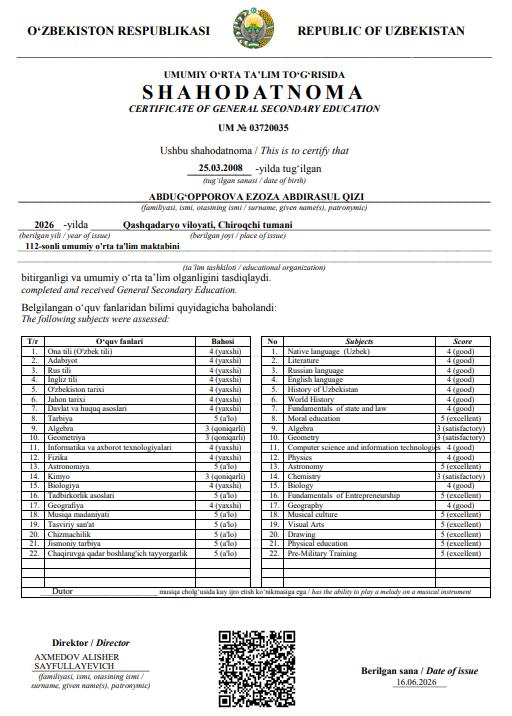 O‘ZBEKISTON RESPUBLIKASI REPUBLIC OF UZBEKISTAN
UMUMIY O‘RTA TA’LIM TO‘G‘RISIDA
SHAHODATNOMA
CERTIFICATE OF GENERAL SECONDARY EDUCATION
UM № 03720035
Ushbu shahodatnoma / This is to certify that
25.03.2008 -yilda tug‘ilgan
(tug‘ilgan sanasi / date of birth)
ABDUG‘OPPOROVA EZOZA ABDIRASUL QIZI
(familiyasi, ismi, otasining ismi / surname, given name(s), patronymic)
2026 -yilda Qashqadaryo viloyati, Chiroqchi tumani
(berilgan yili / year of issue) (berilgan joyi / place of issue)
112-sonli umumiy o‘rta ta'lim maktabini
(ta’lim tashkiloti / educational organization)
bitirganligi va umumiy o‘rta ta’lim olganligini tasdiqlaydi.
completed and received General Secondary Education.
Belgilangan o‘quv fanlaridan bilimi quyidagicha baholandi:
The following subjects were assessed:
T/r O‘quv fanlari Bahosi No Subjects Score
1. Ona tili (O'zbek tili) 4 (yaxshi) 1. Native language (Uzbek) 4 (good)
2. Adabiyot 4 (yaxshi) 2. Literature 4 (good)
3. Rus tili 4 (yaxshi) 3. Russian language 4 (good)
4. Ingliz tili 4 (yaxshi) 4. English language 4 (good)
5. O'zbekiston tarixi 4 (yaxshi) 5. History of Uzbekistan 4 (good)
6. Jahon tarixi 4 (yaxshi) 6. World History 4 (good)
7. Davlat va huquq asoslari 4 (yaxshi) 7. Fundamentals of state and law 4 (good)
8. Tarbiya 5 (a'lo) 8. Moral education 5 (excellent)
9. Algebra 3 (qoniqarli) 9. Algebra 3 (satisfactory)
10. Geometriya 3 (qoniqarli) 10. Geometry 3 (satisfactory)
11. Informatika va axborot texnologiyalari 4 (yaxshi) 11. Computer science and information technologies 4 (good)
12. Fizika 4 (yaxshi) 12. Physics 4 (good)
13. Astronomiya 5 (a'lo) 13. Astronomy 5 (excellent)
14. Kimyo 3 (qoniqarli) 14. Chemistry 3 (satisfactory)
15. Biologiya 4 (yaxshi) 15. Biology 4 (good)
16. Tadbirkorlik asoslari 5 (a'lo) 16. Fundamentals of Entrepreneurship 5 (excellent)
17. Geografiya 4 (yaxshi) 17. Geography 4 (good)
18. Musiqa madaniyati 5 (a'lo) 18. Musical culture 5 (excellent)
19. Tasviriy san'at 5 (a'lo) 19. Visual Arts 5 (excellent)
20. Chizmachilik 5 (a'lo) 20. Drawing 5 (excellent)
21. Jismoniy tarbiya 5 (a'lo) 21. Physical education 5 (excellent)
22. Chaqiruvga qadar boshlang'ich tayyorgarlik 5 (a'lo) 22. Pre-Military Training 5 (excellent)
Dutor musiqa cholg‘usida kuy ijro etish ko‘nikmasiga ega / has the ability to play a melody on a musical instrument
Direktor / Director
AXMEDOV ALISHER
SAYFULLAYEVICH
(familiyasi, ismi, otasining ismi /
surname, given name(s), patronymic)
Berilgan sana / Date of issue
16.06.2026